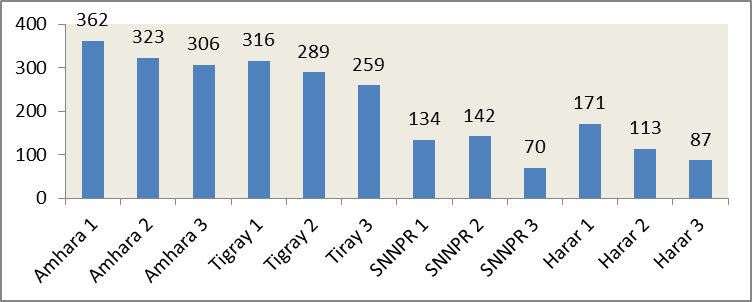 400
300
200
100
0
362
323
306
316
289
259
134
142
70
171
113
87
Amhara 1
Amhara 2
Amhara 3
Tigray 1
Tigray 2
Tiray 3
SNNPR 1
SNNPR 2
SNNPR 3
Harar 1
Harar 2
Harar 3